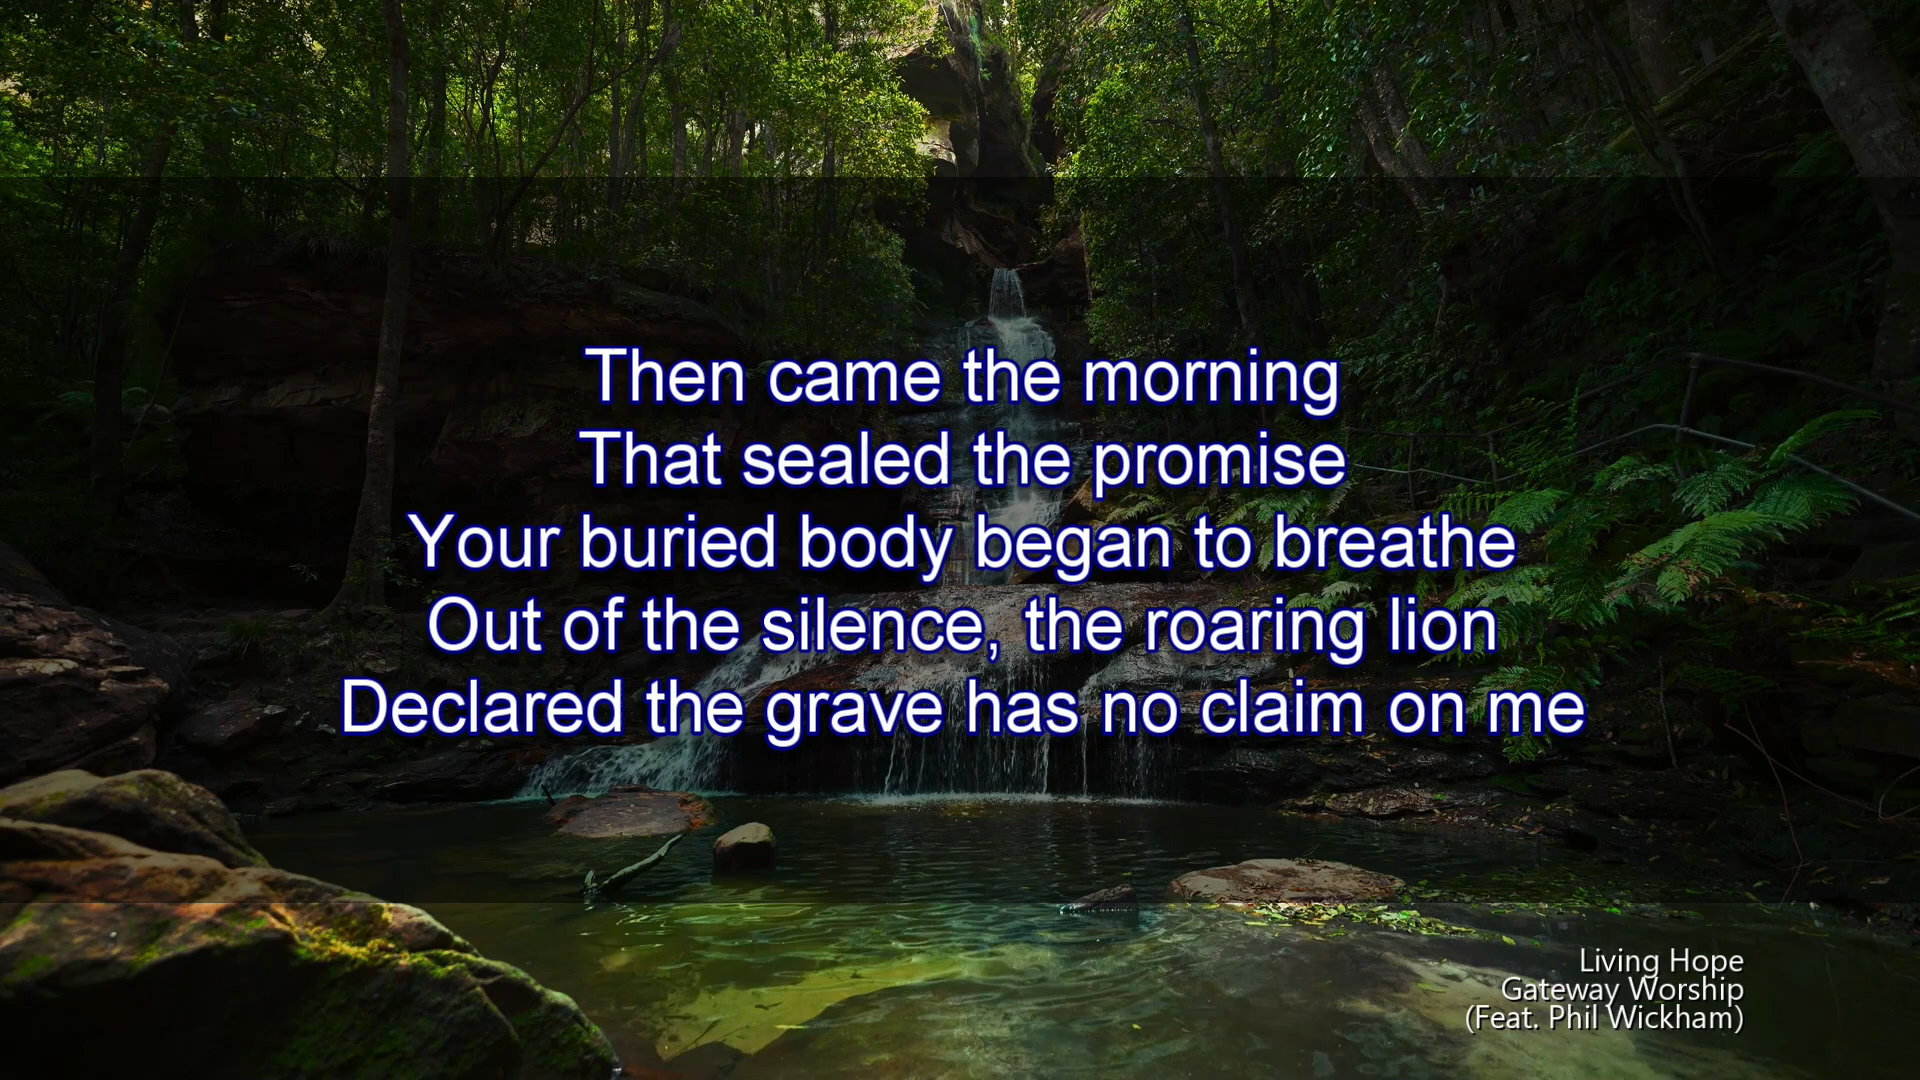 Then came the morning
That sealed the promise
Your buried body began to breathe
Out of the silence, the roaring lion
Declared the grave has no claim on me
Living Hope
Gateway Worship
(Feat. Phil Wickham)